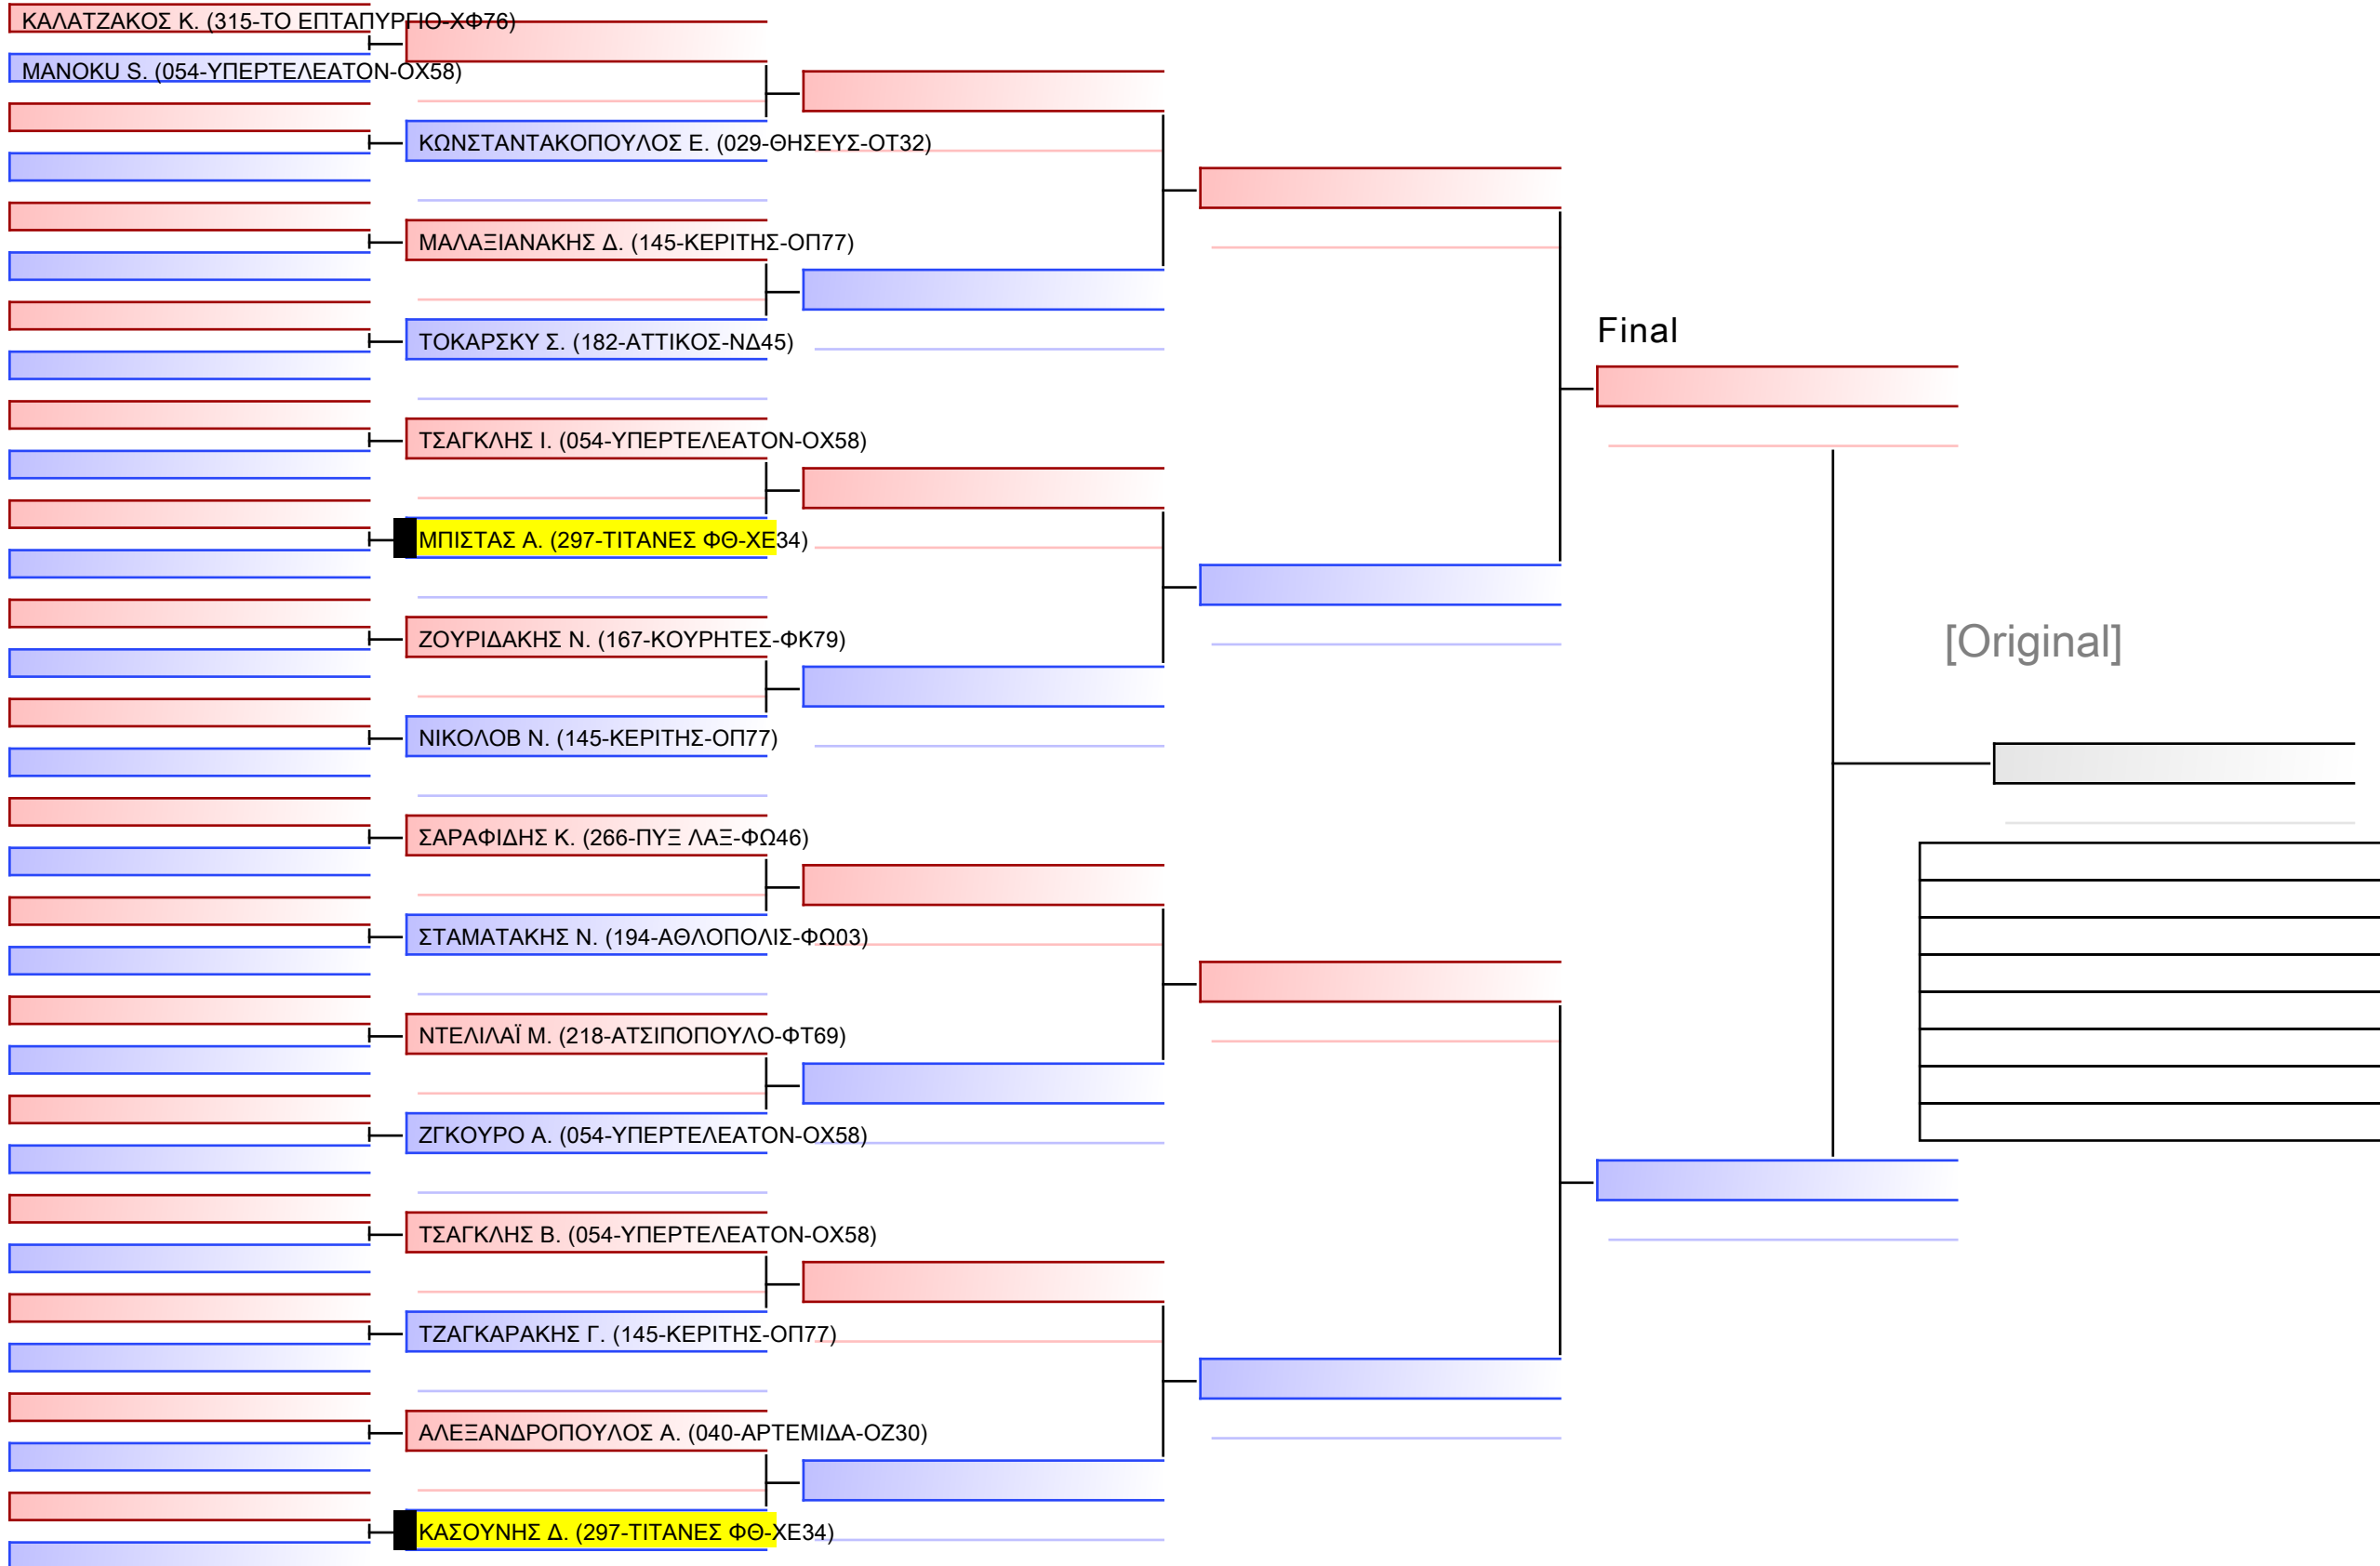 ΚΑΛΑΤΖΑΚΟΣ Κ. (315-ΤΟ ΕΠΤΑΠΥΡΓΙΟ-ΧΦ76)
MANOKU S. (054-ΥΠΕΡΤΕΛΕΑΤΟΝ-ΟΧ58)
ΚΩΝΣΤΑΝΤΑΚΟΠΟΥΛΟΣ Ε. (029-ΘΗΣΕΥΣ-ΟΤ32)
ΜΑΛΑΞΙΑΝΑΚΗΣ Δ. (145-ΚΕΡΙΤΗΣ-ΟΠ77)
ΤΟΚΑΡΣΚΥ Σ. (182-ΑΤΤΙΚΟΣ-ΝΔ45)
Final
ΤΣΑΓΚΛΗΣ Ι. (054-ΥΠΕΡΤΕΛΕΑΤΟΝ-ΟΧ58)
ΜΠΙΣΤΑΣ Α. (297-ΤΙΤΑΝΕΣ ΦΘ-ΧΕ34)
ΖΟΥΡΙΔΑΚΗΣ Ν. (167-ΚΟΥΡΗΤΕΣ-ΦΚ79)
[Original]
ΝΙΚΟΛΟΒ Ν. (145-ΚΕΡΙΤΗΣ-ΟΠ77)
ΣΑΡΑΦΙΔΗΣ Κ. (266-ΠΥΞ ΛΑΞ-ΦΩ46)
ΣΤΑΜΑΤΑΚΗΣ Ν. (194-ΑΘΛΟΠΟΛΙΣ-ΦΩ03)
ΝΤΕΛΙΛΑΪ Μ. (218-ΑΤΣΙΠΟΠΟΥΛΟ-ΦΤ69)
ΖΓΚΟΥΡΟ Α. (054-ΥΠΕΡΤΕΛΕΑΤΟΝ-ΟΧ58)
ΤΣΑΓΚΛΗΣ Β. (054-ΥΠΕΡΤΕΛΕΑΤΟΝ-ΟΧ58)
ΤΖΑΓΚΑΡΑΚΗΣ Γ. (145-ΚΕΡΙΤΗΣ-ΟΠ77)
ΑΛΕΞΑΝΔΡΟΠΟΥΛΟΣ Α. (040-ΑΡΤΕΜΙΔΑ-ΟΖ30)
ΚΑΣΟΥΝΗΣ Δ. (297-ΤΙΤΑΝΕΣ ΦΘ-ΧΕ34)